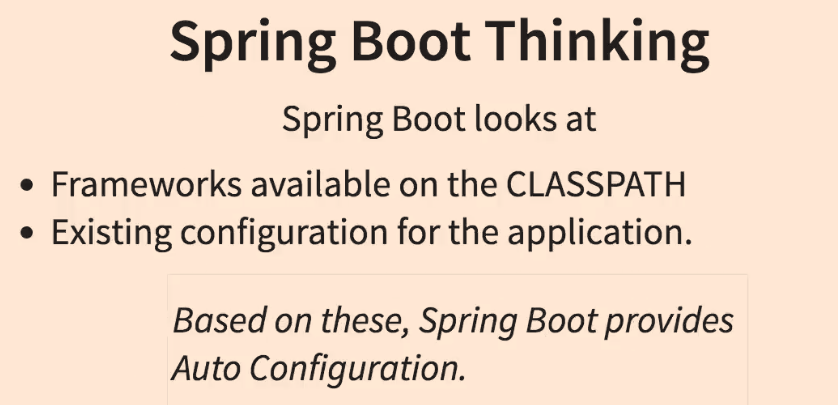 Spring Boot Thinking
Spring Boot looks at
• Frameworks available on the CLASSPATH
• Existing configuration for the application.
Based on these, Spring Boot provides
Auto Configuration.